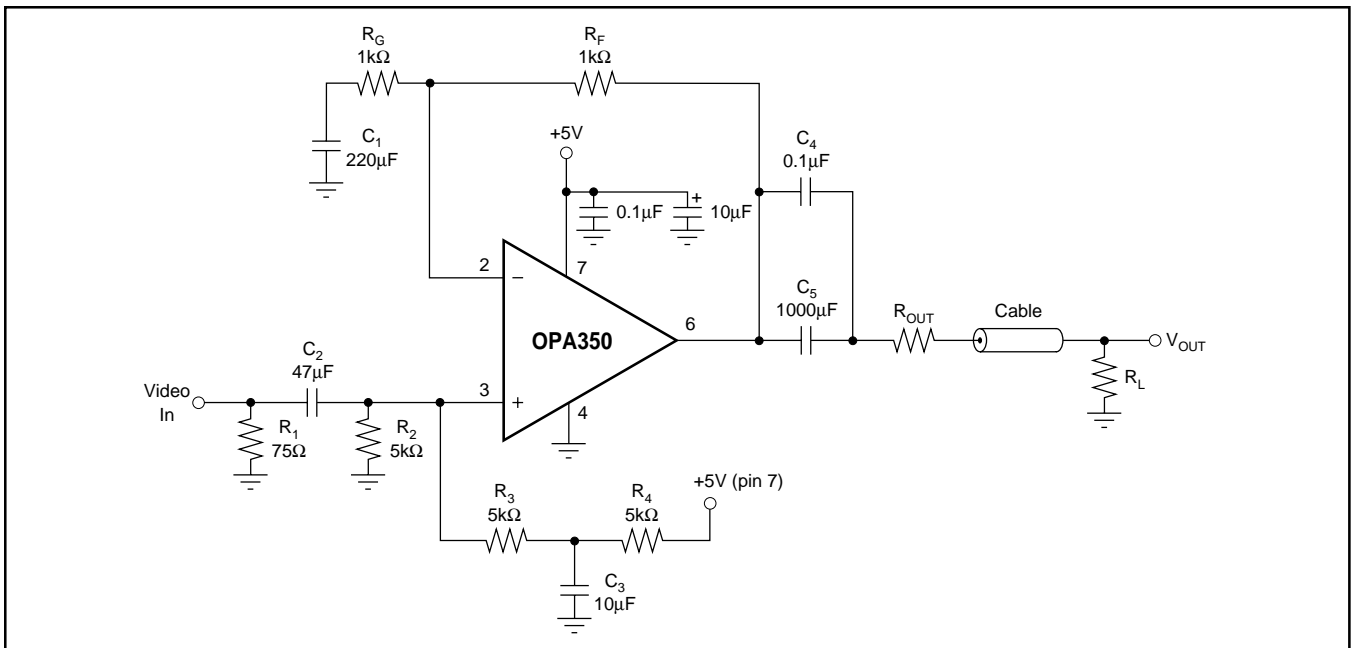 R_G
1kΩ
R_F
1kΩ
C_1
220μF
+5V
C_4
0.1μF
0.1μF
+
10μF
2
−
7
C_5
1000μF
R_OUT
Cable
OPA350
6
V_OUT
R_L
C_2
47μF
Video
In
3
+
4
R_1
75Ω
R_2
5kΩ
+5V (pin 7)
R_3
5kΩ
R_4
5kΩ
C_3
10μF